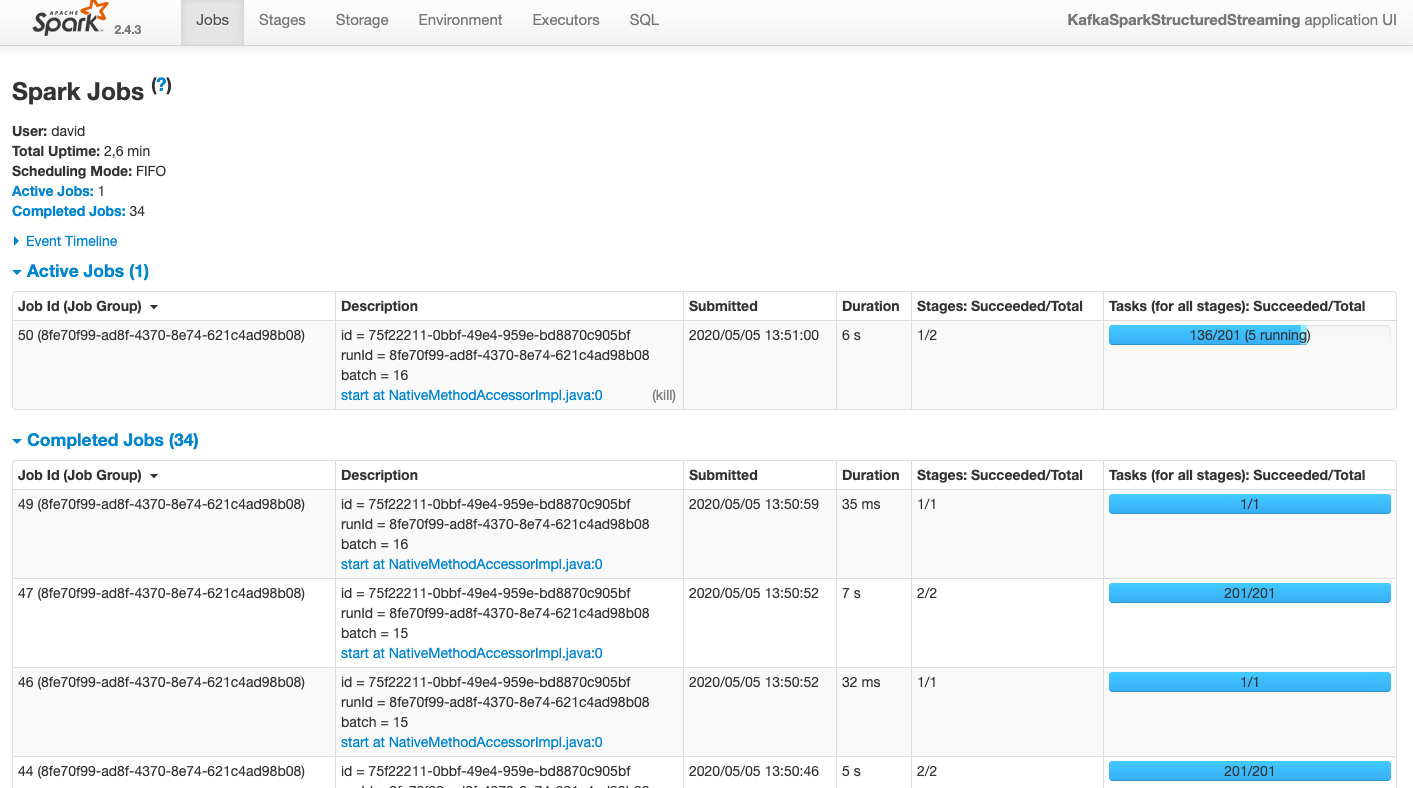 APACHE Spark 2.4.3 Jobs Stages Storage Environment Executors SQL KafkaSparkStructuredStreaming application UI
Spark Jobs (?)
User: david
Total Uptime: 2,6 min
Scheduling Mode: FIFO
Active Jobs: 1
Completed Jobs: 34
Event Timeline
Active Jobs (1)
Job Id (Job Group) Description Submitted Duration Stages: Succeeded/Total Tasks (for all stages): Succeeded/Total
50 (8fe70f99-ad8f-4370-8e74-621c4ad98b08) id = 75f22211-0bbf-49e4-959e-bd8870c905bf 2020/05/05 13:51:00 6 s 1/2 136/201 (5 running)
runId = 8fe70f99-ad8f-4370-8e74-621c4ad98b08
batch = 16
start at NativeMethodAccessorImpl.java:0 (kill)
Completed Jobs (34)
Job Id (Job Group) Description Submitted Duration Stages: Succeeded/Total Tasks (for all stages): Succeeded/Total
49 (8fe70f99-ad8f-4370-8e74-621c4ad98b08) id = 75f22211-0bbf-49e4-959e-bd8870c905bf 2020/05/05 13:50:59 35 ms 1/1 1/1
runId = 8fe70f99-ad8f-4370-8e74-621c4ad98b08
batch = 16
start at NativeMethodAccessorImpl.java:0
47 (8fe70f99-ad8f-4370-8e74-621c4ad98b08) id = 75f22211-0bbf-49e4-959e-bd8870c905bf 2020/05/05 13:50:52 7 s 2/2 201/201
runId = 8fe70f99-ad8f-4370-8e74-621c4ad98b08
batch = 15
start at NativeMethodAccessorImpl.java:0
46 (8fe70f99-ad8f-4370-8e74-621c4ad98b08) id = 75f22211-0bbf-49e4-959e-bd8870c905bf 2020/05/05 13:50:52 32 ms 1/1 1/1
runId = 8fe70f99-ad8f-4370-8e74-621c4ad98b08
batch = 15
start at NativeMethodAccessorImpl.java:0
44 (8fe70f99-ad8f-4370-8e74-621c4ad98b08) id = 75f22211-0bbf-49e4-959e-bd8870c905bf 2020/05/05 13:50:46 5 s 2/2 201/201